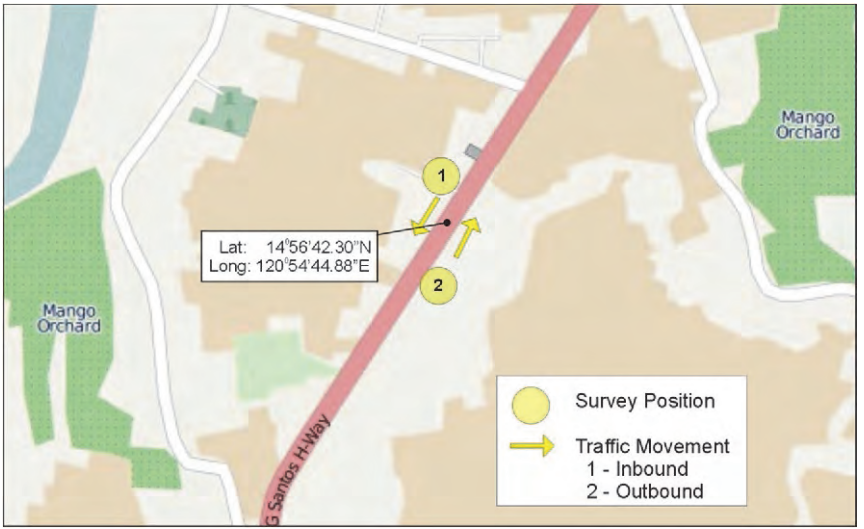 Mango
Orchard
1
Lat: 14°56'42.30"N
Long: 120°54'44.88"E
2
Mango
Orchard
G Santos H-Way
Survey Position
Traffic Movement
1 - Inbound
2 - Outbound